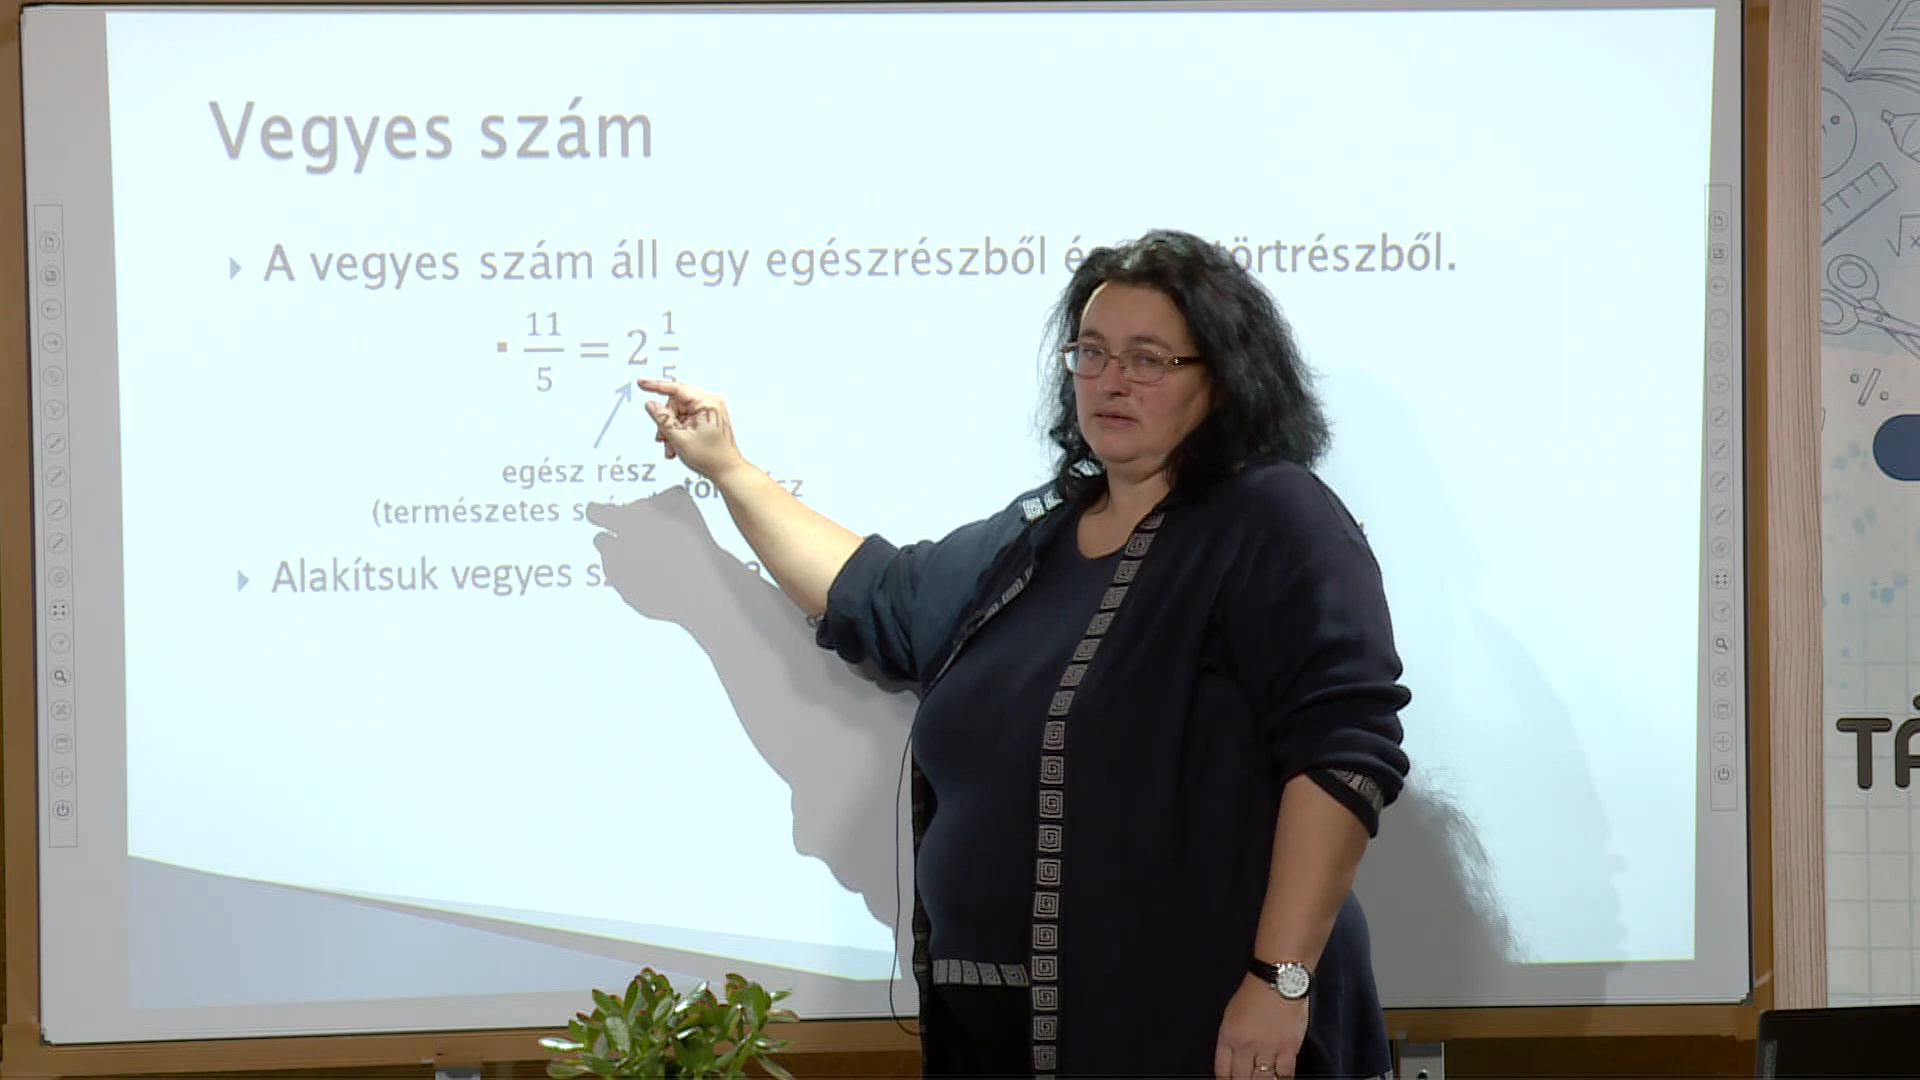 Vegyes szám
A vegyes szám áll egy egészrészből törtrészből.
11/5 = 2 1/5
egész rész
(természetes
Alakítsuk vegyes
TÁ